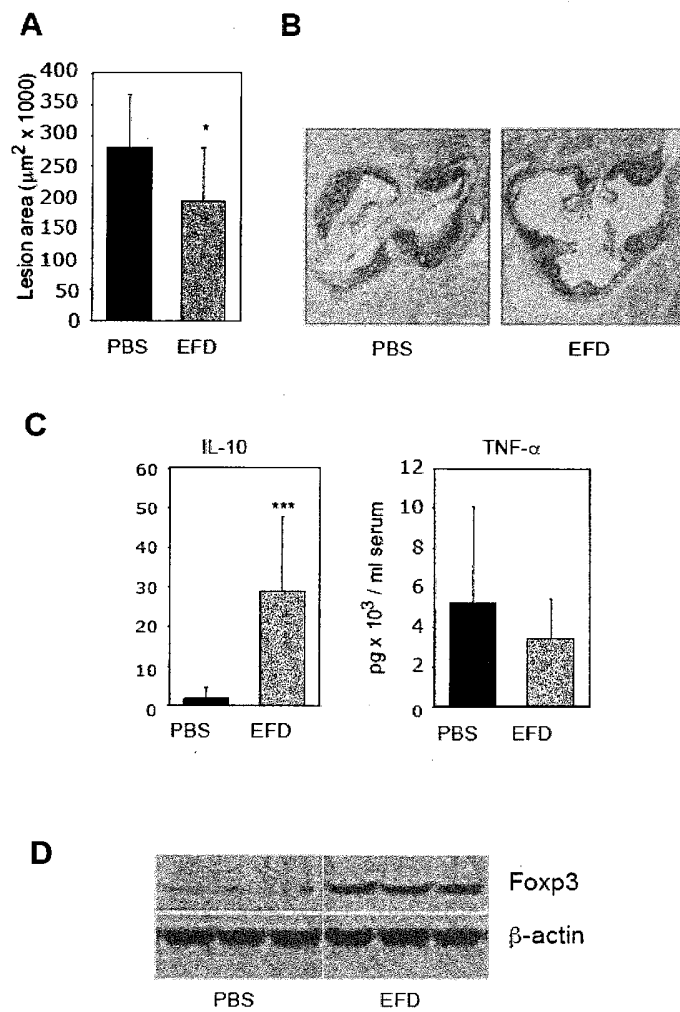 A
Lesion area (µm² x 1000)
400
350
300
250
200
150
100
50
0
*
PBS EFD
B
PBS EFD
C
IL-10
60
50
40
30
20
10
0
***
PBS EFD
TNF-α
pg x 10³ / ml serum
12
10
8
6
4
2
0
PBS EFD
D
Foxp3
β-actin
PBS EFD